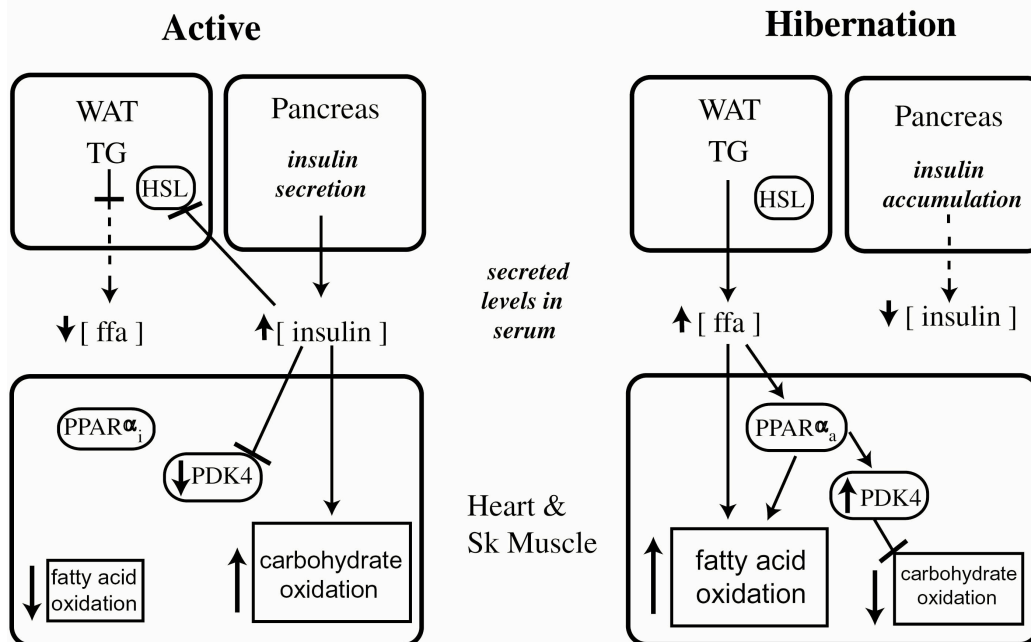 Active
WAT
TG
HSL
Pancreas
insulin
secretion
[ ffa ]
[ insulin ]
PPARαi
PDK4
fatty acid
oxidation
carbohydrate
oxidation
secreted
levels in
serum
Heart &
Sk Muscle
Hibernation
WAT
TG
HSL
Pancreas
insulin
accumulation
[ ffa ]
[ insulin ]
PPARαa
PDK4
fatty acid
oxidation
carbohydrate
oxidation